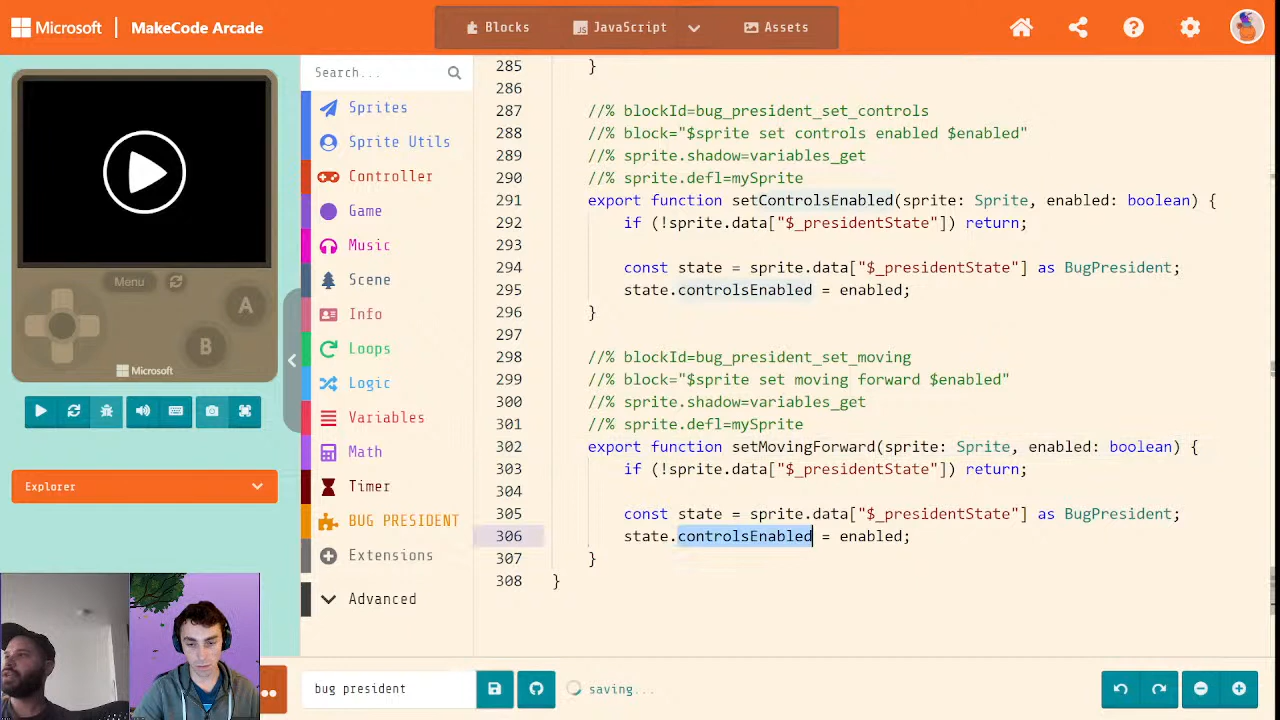 Microsoft | MakeCode Arcade
Blocks
JavaScript
Assets
Search...
Sprites
Sprite Utils
Controller
Game
Music
Scene
Info
Loops
Logic
Variables
Math
Timer
BUG PRESIDENT
Extensions
Advanced
Menu
A
B
Microsoft
Explorer
285 }
286
287 //% blockId=bug_president_set_controls
288 //% block="$sprite set controls enabled $enabled"
289 //% sprite.shadow=variables_get
290 //% sprite.defl=mySprite
291 export function setControlsEnabled(sprite: Sprite, enabled: boolean) {
292 if (!sprite.data["$_presidentState"]) return;
293
294 const state = sprite.data["$_presidentState"] as BugPresident;
295 state.controlsEnabled = enabled;
296 }
297
298 //% blockId=bug_president_set_moving
299 //% block="$sprite set moving forward $enabled"
300 //% sprite.shadow=variables_get
301 //% sprite.defl=mySprite
302 export function setMovingForward(sprite: Sprite, enabled: boolean) {
303 if (!sprite.data["$_presidentState"]) return;
304
305 const state = sprite.data["$_presidentState"] as BugPresident;
306 state.controlsEnabled = enabled;
307 }
308 }
bug president
saving...